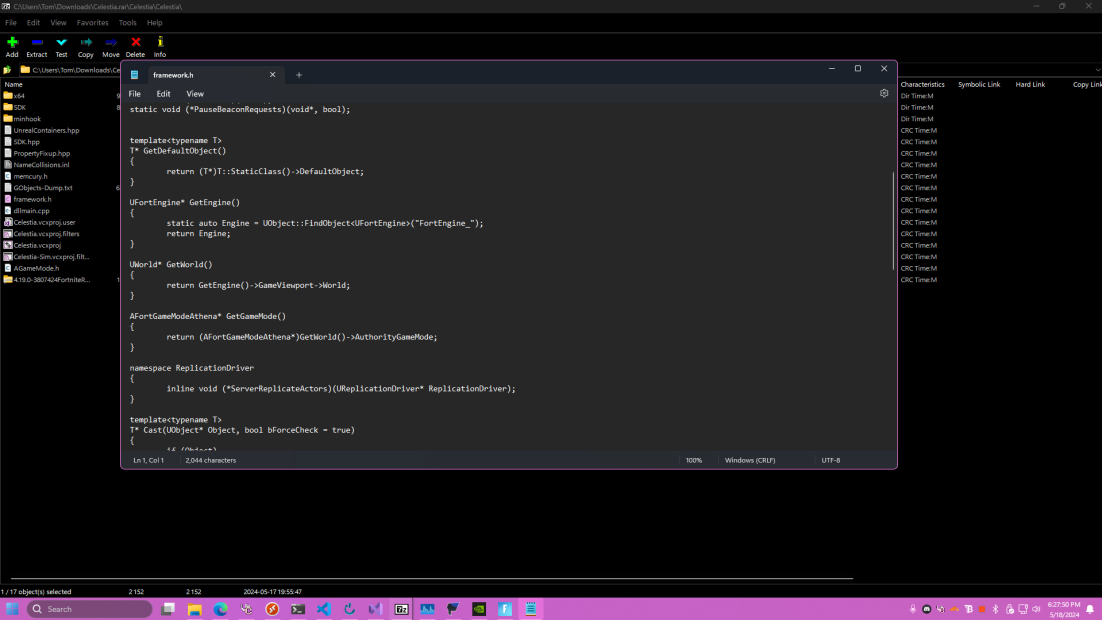 C:\Users\Tom\Downloads\Celestia.rar\Celestia\Celestia\
File Edit View Favorites Tools Help
Add Extract Test Copy Move Delete Info
C:\Users\Tom\Downloads\Ce
Name
Characteristics Symbolic Link Hard Link Copy Link
x64 9 Dir Time:M
SDK 8 Dir Time:M
minhook Dir Time:M
UnrealContainers.hpp CRC Time:M
SDK.hpp CRC Time:M
PropertyFixup.hpp CRC Time:M
NameCollisions.inl CRC Time:M
memcury.h CRC Time:M
GObjects-Dump.txt 6 CRC Time:M
framework.h CRC Time:M
dllmain.cpp CRC Time:M
Celestia.vcxproj.user CRC Time:M
Celestia.vcxproj.filters CRC Time:M
Celestia.vcxproj CRC Time:M
Celestia-Sim.vcxproj.filt... CRC Time:M
AGameMode.h CRC Time:M
4.19.0-3807424FortniteR... 1 CRC Time:M
framework.h
File Edit View
static void (*PauseBeaconRequests)(void*, bool);
template<typename T>
T* GetDefaultObject()
{
return (T*)T::StaticClass()->DefaultObject;
}
UFortEngine* GetEngine()
{
static auto Engine = UObject::FindObject<UFortEngine>("FortEngine_");
return Engine;
}
UWorld* GetWorld()
{
return GetEngine()->GameViewport->World;
}
AFortGameModeAthena* GetGameMode()
{
return (AFortGameModeAthena*)GetWorld()->AuthorityGameMode;
}
namespace ReplicationDriver
{
inline void (*ServerReplicateActors)(UReplicationDriver* ReplicationDriver);
}
template<typename T>
T* Cast(UObject* Object, bool bForceCheck = true)
{
if (Object)
Ln 1, Col 1 2,044 characters 100% Windows (CRLF) UTF-8
1 / 17 object(s) selected 2 152 2 152 2024-05-17 19:55:47
Search
6:27:50 PM
5/18/2024